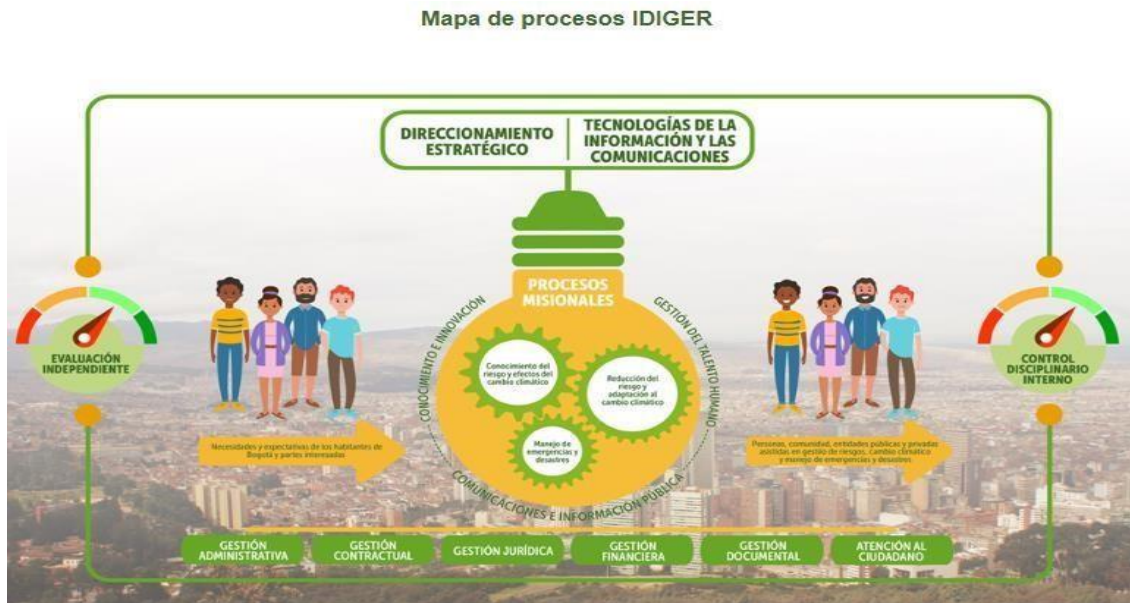 Mapa de procesos IDIGER
DIRECCIONAMIENTO
ESTRATÉGICO
TECNOLOGÍAS DE LA
INFORMACIÓN Y LAS
COMUNICACIONES
PROCESOS
MISIONALES
CONOCIMIENTO E INNOVACIÓN
GESTIÓN DEL TALENTO HUMANO
Conocimiento del
riesgo y efectos del
cambio climático
Reducción del
riesgo y
adaptación al
cambio climático
Manejo de
emergencias y
desastres
COMUNICACIONES E INFORMACIÓN PÚBLICA
EVALUACIÓN
INDEPENDIENTE
CONTROL
DISCIPLINARIO
INTERNO
Necesidades y expectativas de los habitantes de
Bogotá y partes interesadas
Personas, comunidad, entidades públicas y privadas
asistidas en gestión de riesgos, cambio climático
y manejo de emergencias y desastres
GESTIÓN
ADMINISTRATIVA
GESTIÓN
CONTRACTUAL
GESTIÓN JURÍDICA
GESTIÓN
FINANCIERA
GESTIÓN
DOCUMENTAL
ATENCIÓN AL
CIUDADANO